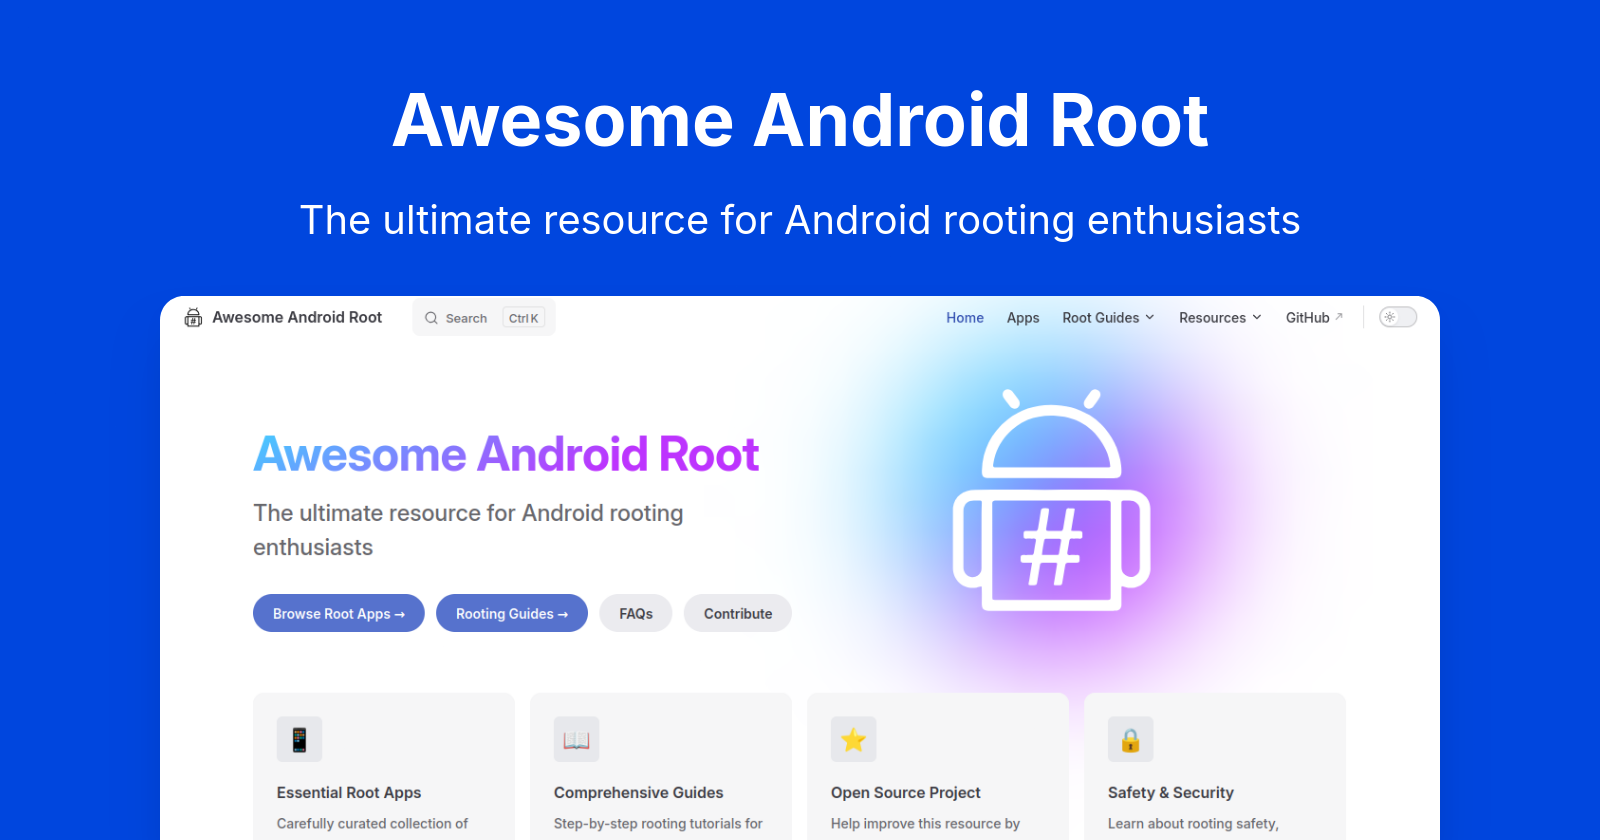 Awesome Android Root
The ultimate resource for Android rooting enthusiasts
Awesome Android Root Search Ctrl K Home Apps Root Guides Resources GitHub
Awesome Android Root
The ultimate resource for Android rooting
enthusiasts
#
Browse Root Apps → Rooting Guides → FAQs Contribute
Essential Root Apps Comprehensive Guides Open Source Project Safety & Security
Carefully curated collection of Step-by-step rooting tutorials for Help improve this resource by Learn about rooting safety,